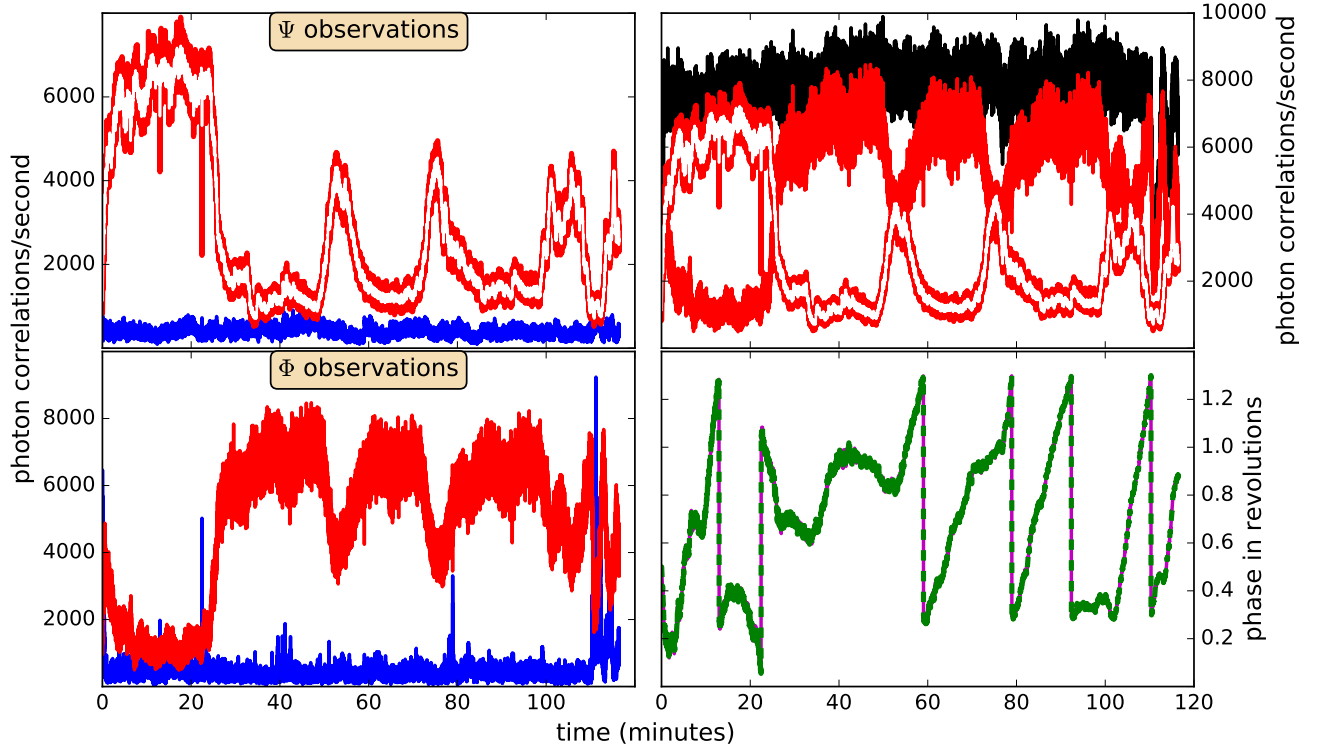 Ψ observations
6000
4000
2000
10000
8000
6000
4000
2000
photon correlations/second
photon correlations/second
Φ observations
8000
6000
4000
2000
1.2
1.0
0.8
0.6
0.4
0.2
phase in revolutions
0 20 40 60 80 100
0 20 40 60 80 100 120
time (minutes)